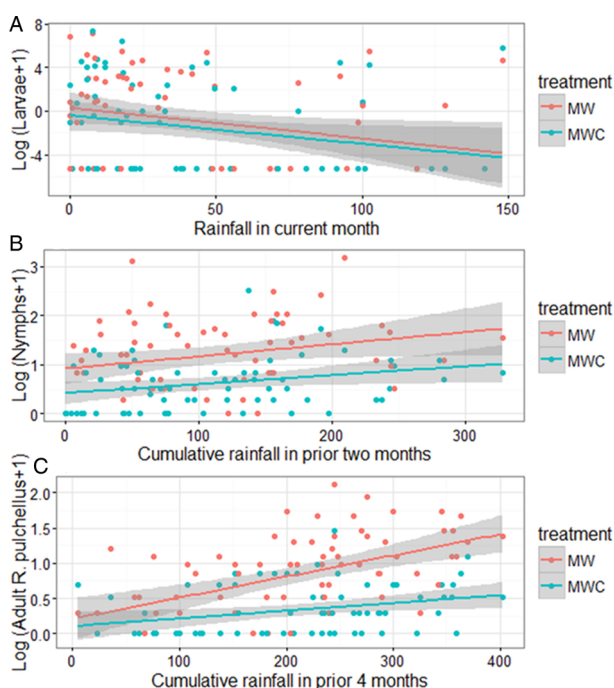 A
8
4
0
-4
Log (Larvae+1)
0
50
100
150
Rainfall in current month
treatment
MW
MWC
B
3
2
1
0
Log (Nymphs+1)
0
100
200
300
Cumulative rainfall in prior two months
treatment
MW
MWC
C
2.0
1.5
1.0
0.5
0.0
Log (Adult R. pulchellus+1)
0
100
200
300
400
Cumulative rainfall in prior 4 months
treatment
MW
MWC